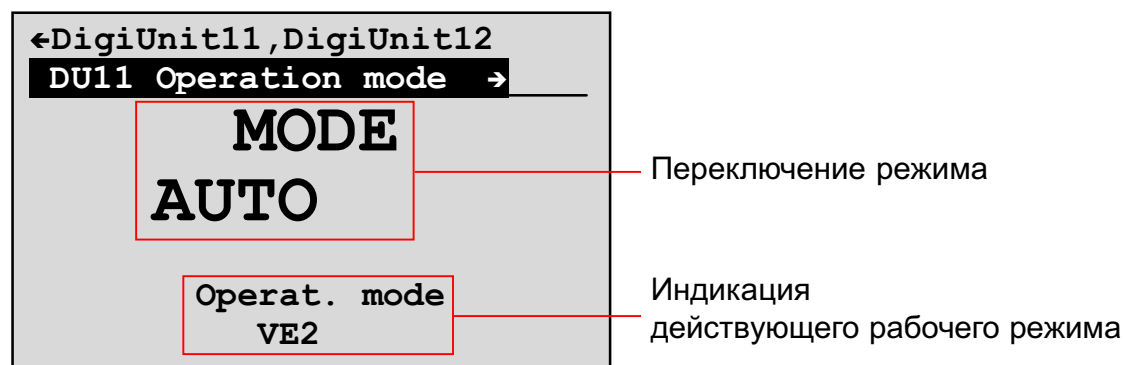 ←DigiUnit11,DigiUnit12
DU11 Operation mode →
MODE
AUTO
Переключение режима
Operat. mode
VE2
Индикация
действующего рабочего режима